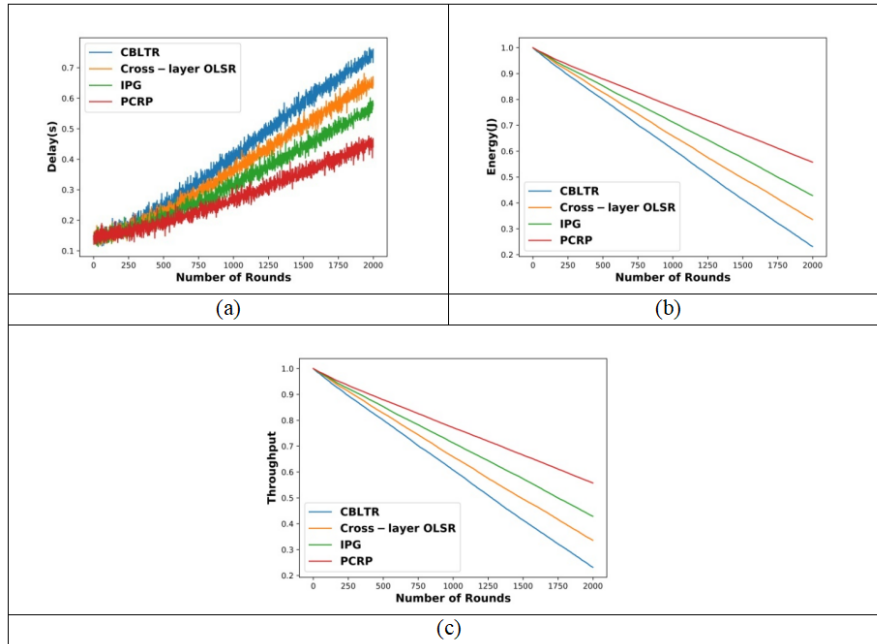 CBLTR
Cross – layer OLSR
IPG
PCRP
Delay(s)
0.7
0.6
0.5
0.4
0.3
0.2
0.1
0 250 500 750 1000 1250 1500 1750 2000
Number of Rounds
(a)
Energy(J)
1.0
0.9
0.8
0.7
0.6
0.5
0.4
0.3
0.2
CBLTR
Cross – layer OLSR
IPG
PCRP
0 250 500 750 1000 1250 1500 1750 2000
Number of Rounds
(b)
Throughput
1.0
0.9
0.8
0.7
0.6
0.5
0.4
0.3
0.2
CBLTR
Cross – layer OLSR
IPG
PCRP
0 250 500 750 1000 1250 1500 1750 2000
Number of Rounds
(c)